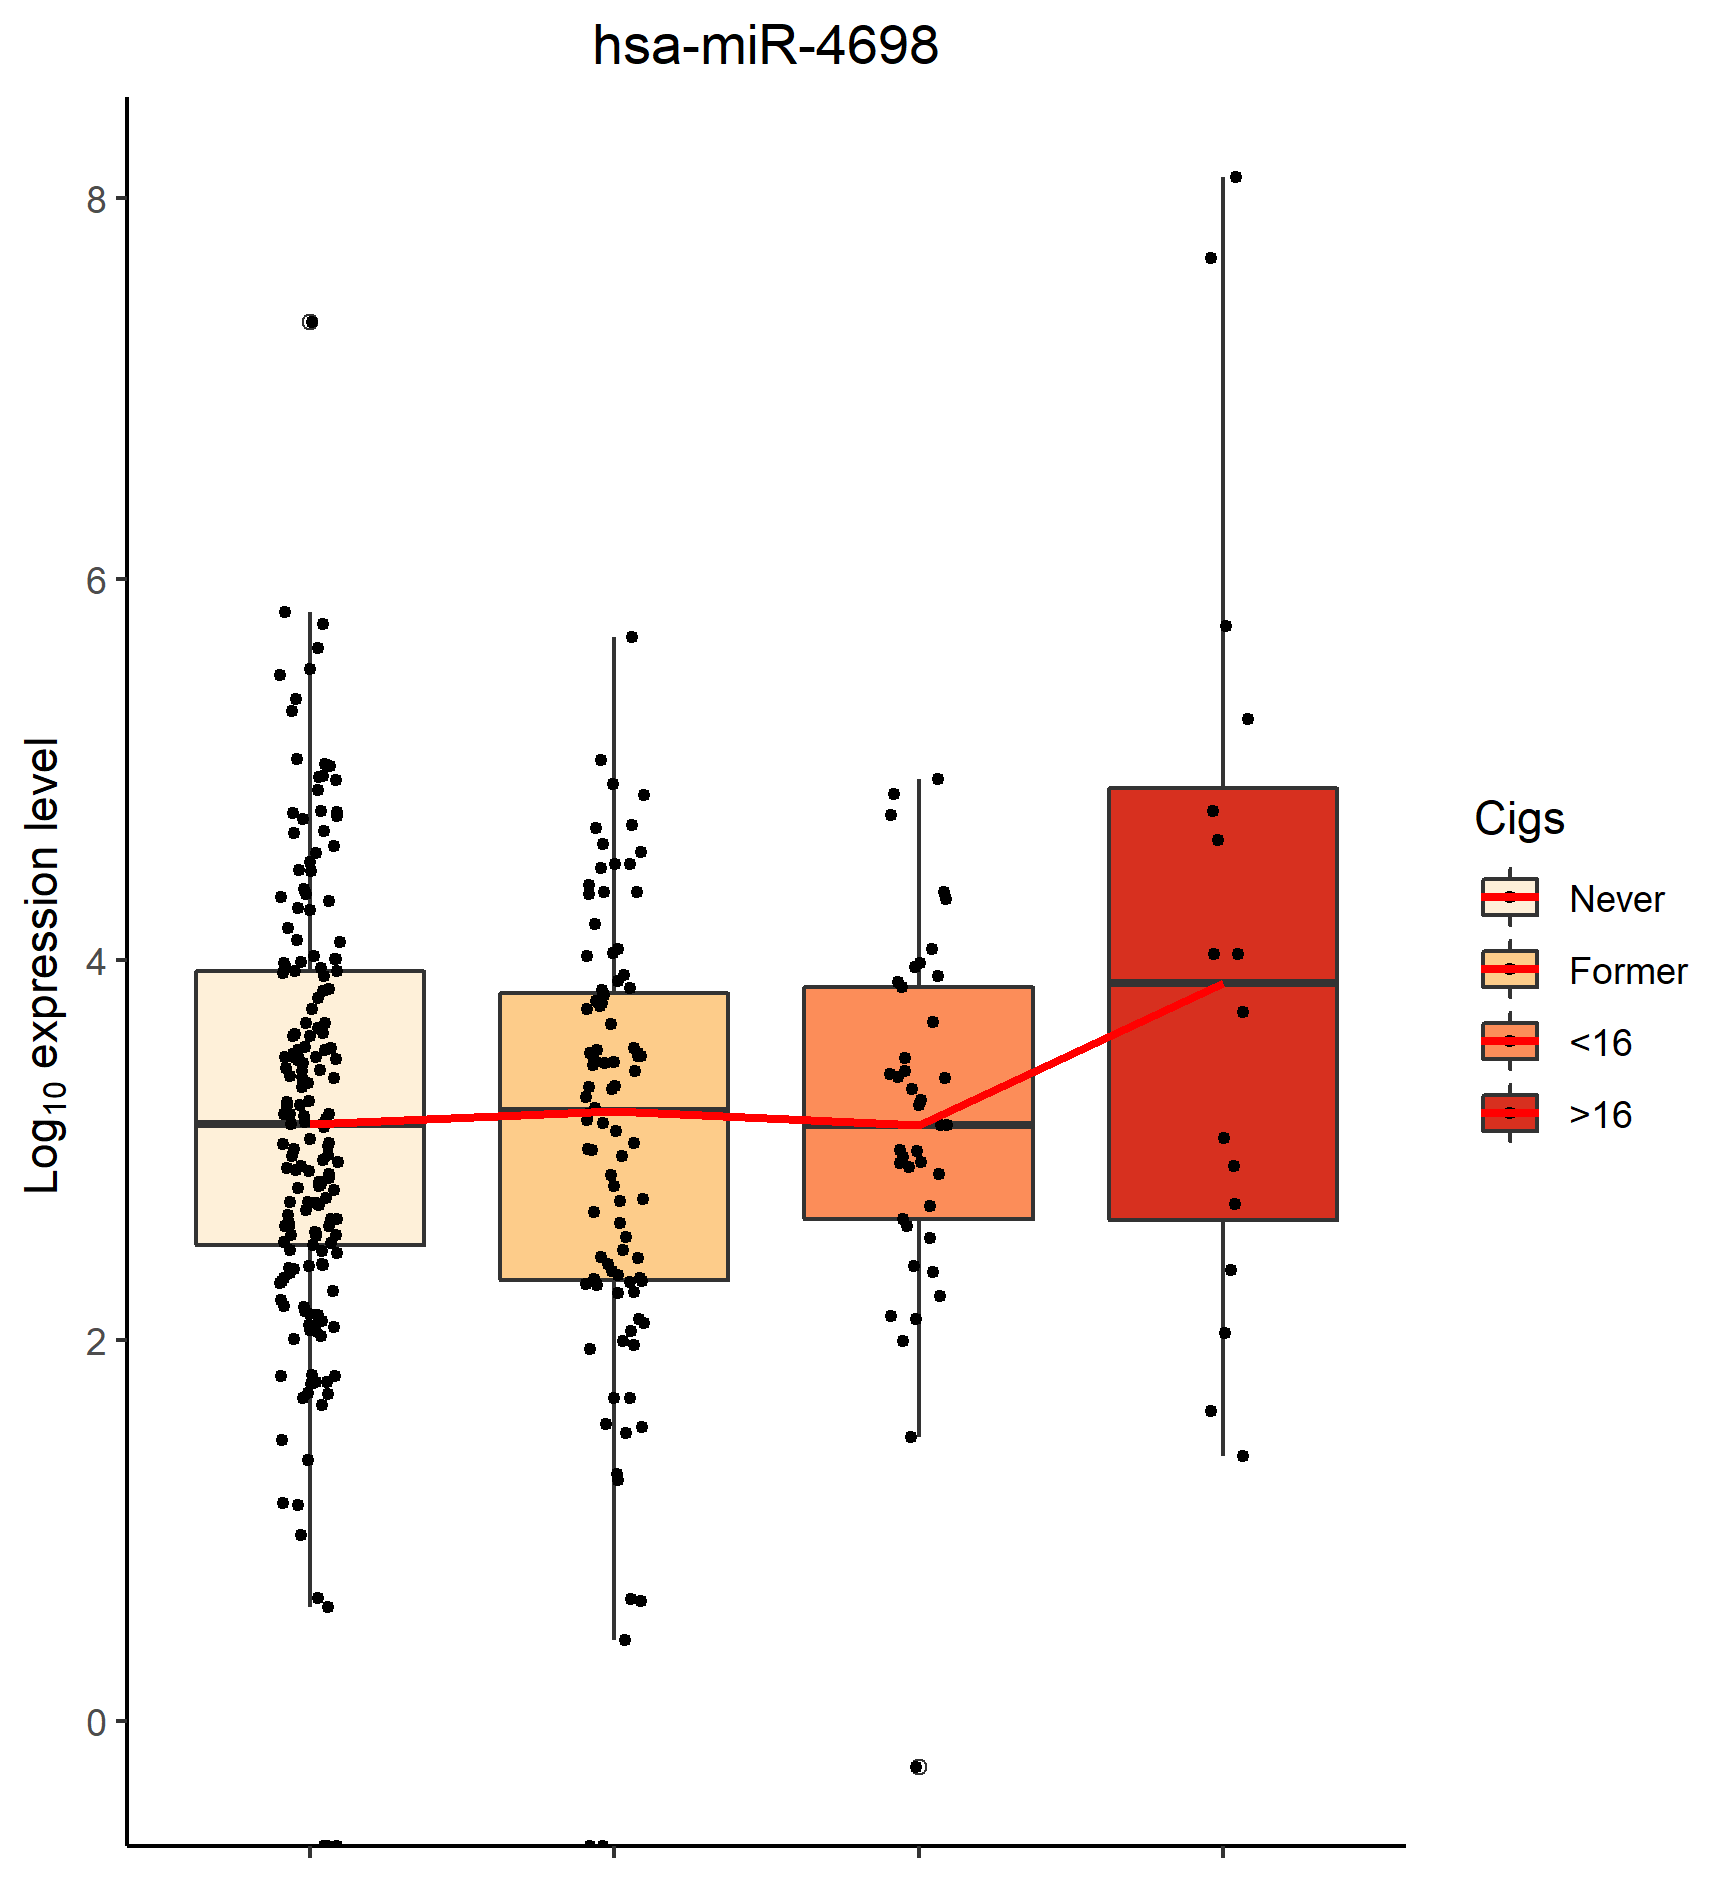 hsa-miR-4698
Log10 expression level
8
6
4
2
0
Cigs
Never
Former
<16
>16